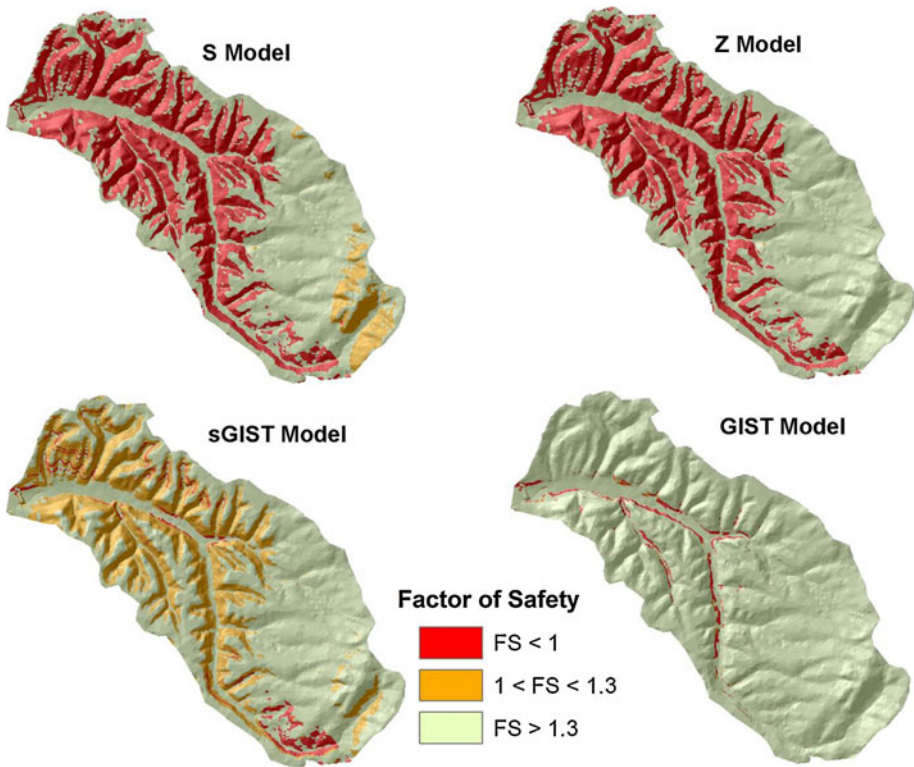 S Model
Z Model
sGIST Model
GIST Model
Factor of Safety
FS < 1
1 < FS < 1.3
FS > 1.3